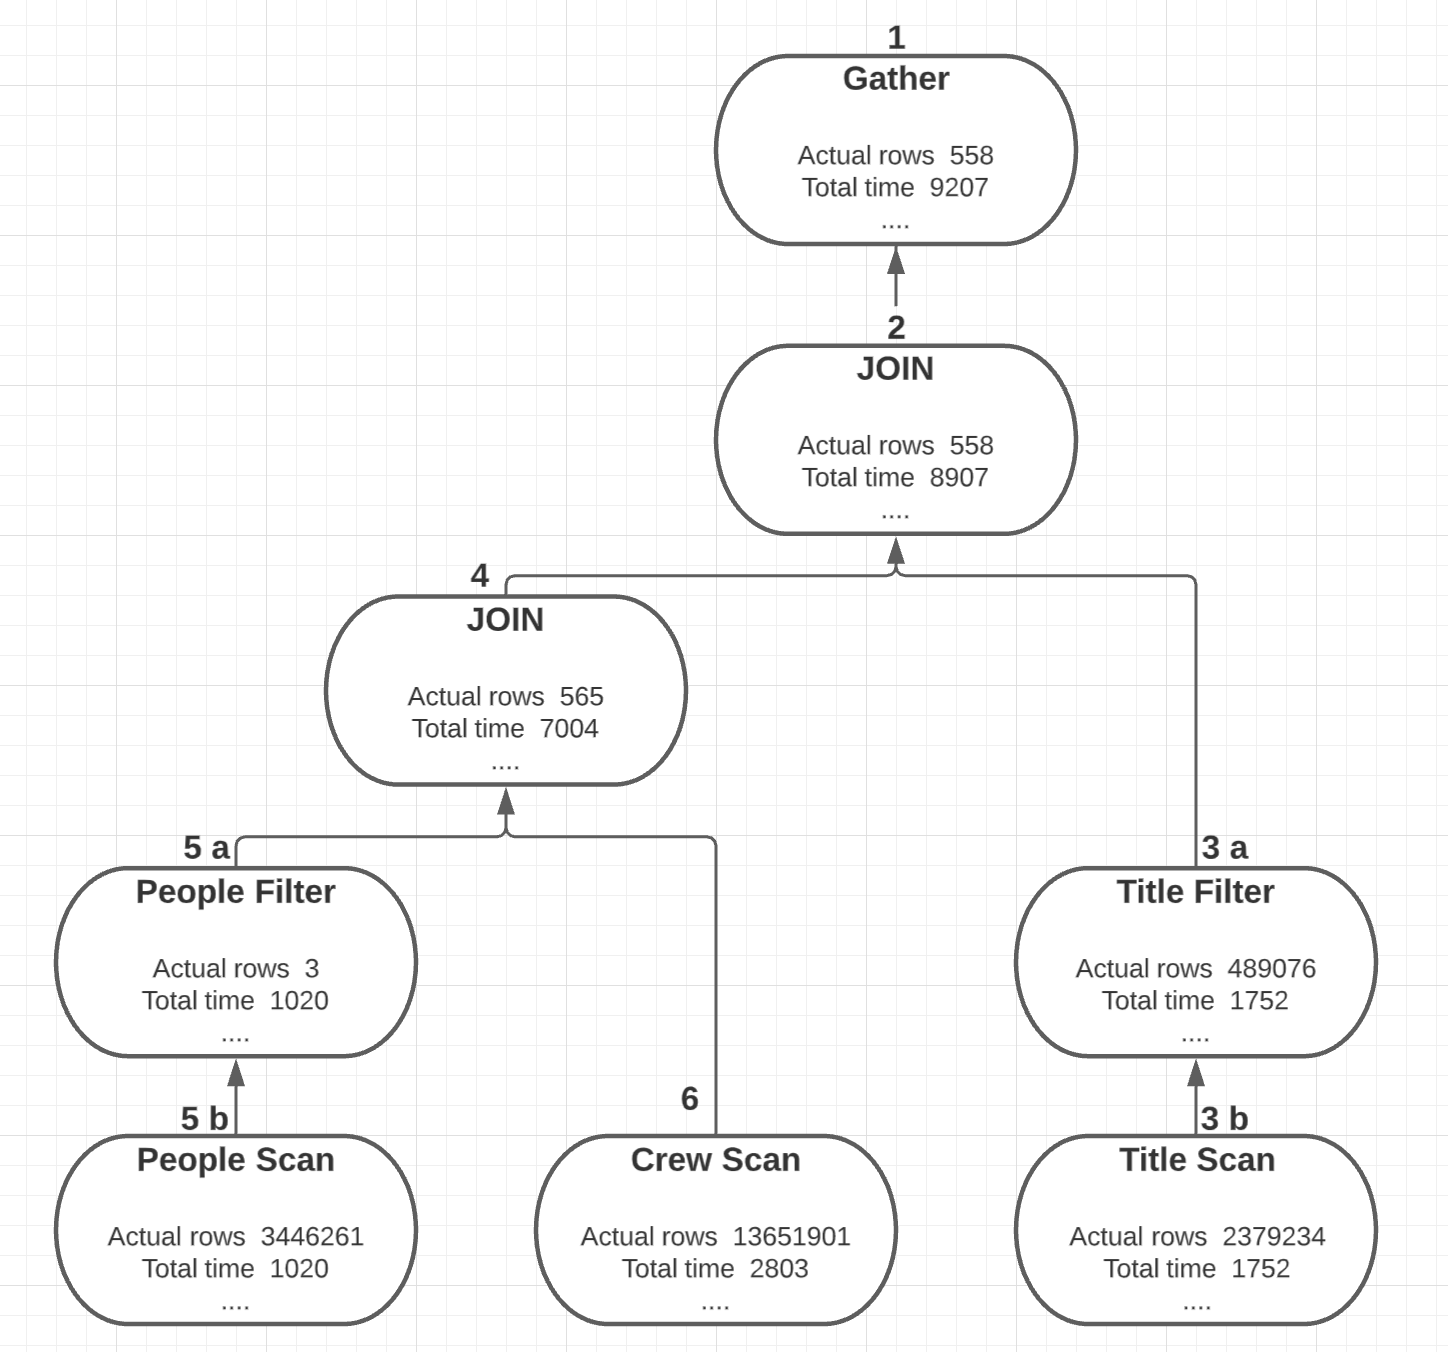 1
Gather
Actual rows 558
Total time 9207
....
2
JOIN
Actual rows 558
Total time 8907
....
4
JOIN
Actual rows 565
Total time 7004
....
5 a
People Filter
Actual rows 3
Total time 1020
....
3 a
Title Filter
Actual rows 489076
Total time 1752
....
5 b
People Scan
Actual rows 3446261
Total time 1020
....
6
Crew Scan
Actual rows 13651901
Total time 2803
....
3 b
Title Scan
Actual rows 2379234
Total time 1752
....